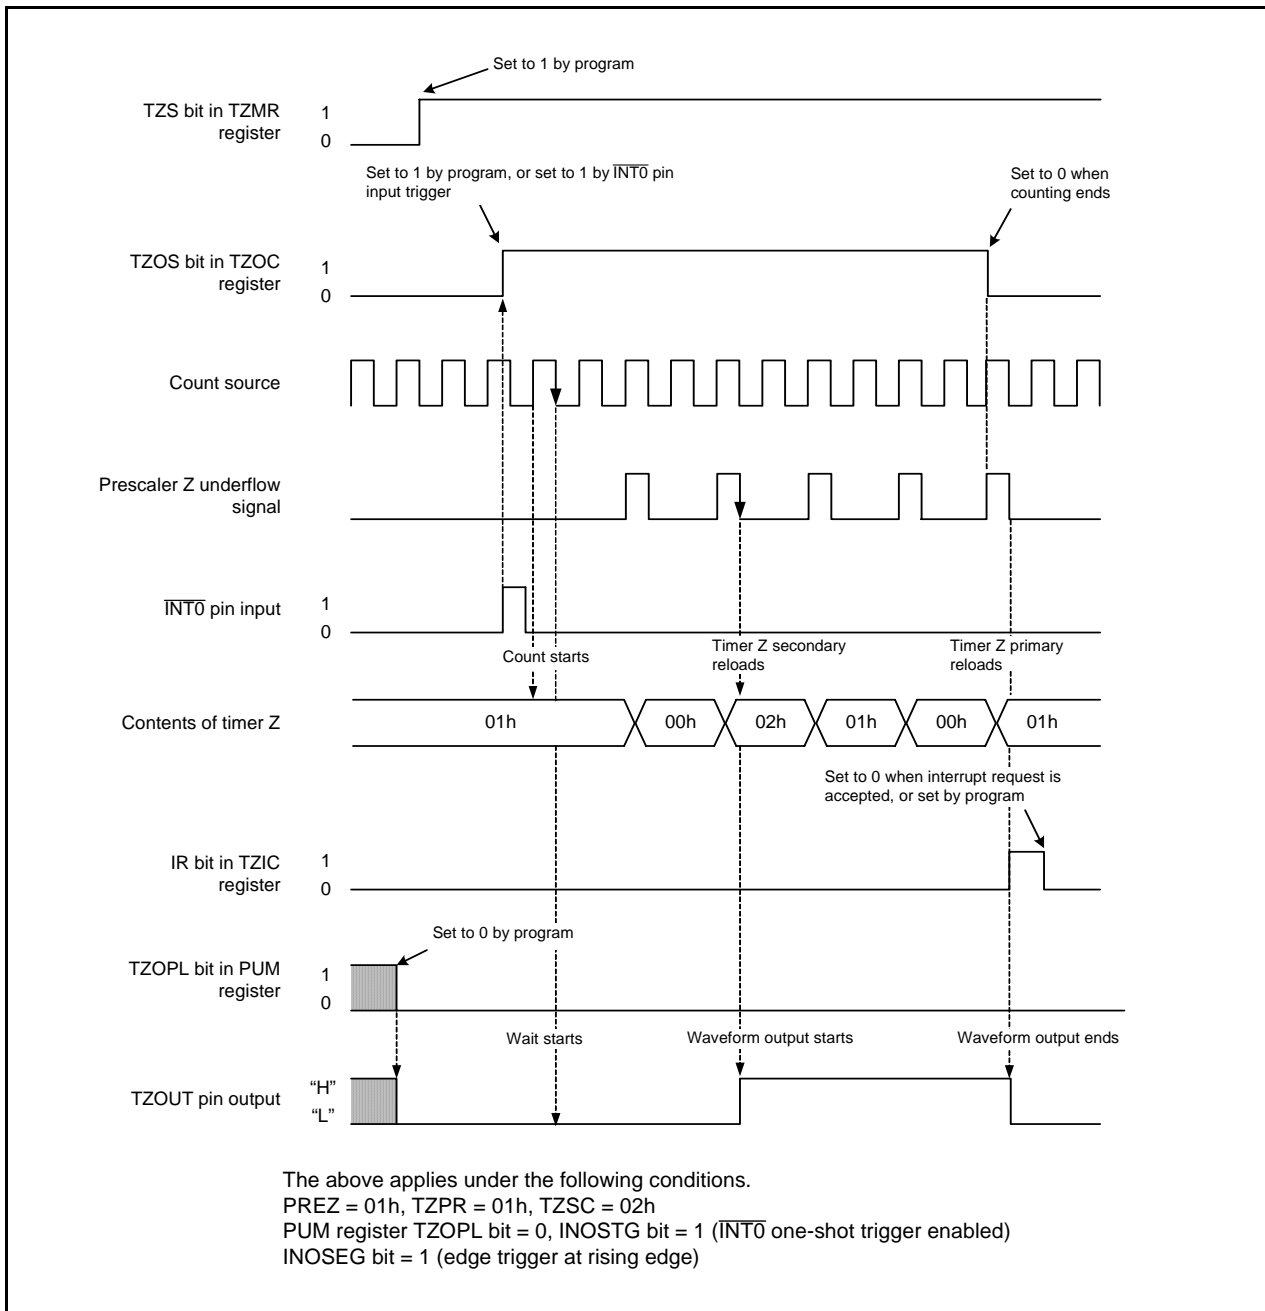 Set to 1 by program
TZS bit in TZMR
register
1
0
Set to 1 by program, or set to 1 by INT0 pin
input trigger
Set to 0 when
counting ends
TZOS bit in TZOC
register
1
0
Count source
Prescaler Z underflow
signal
INT0 pin input
1
0
Count starts
Timer Z secondary
reloads
Timer Z primary
reloads
Contents of timer Z
01h
00h
02h
01h
00h
01h
Set to 0 when interrupt request is
accepted, or set by program
IR bit in TZIC
register
1
0
Set to 0 by program
TZOPL bit in PUM
register
1
0
Wait starts
Waveform output starts
Waveform output ends
TZOUT pin output
“H”
“L”
The above applies under the following conditions.
PREZ = 01h, TZPR = 01h, TZSC = 02h
PUM register TZOPL bit = 0, INOSTG bit = 1 (INT0 one-shot trigger enabled)
INOSEG bit = 1 (edge trigger at rising edge)